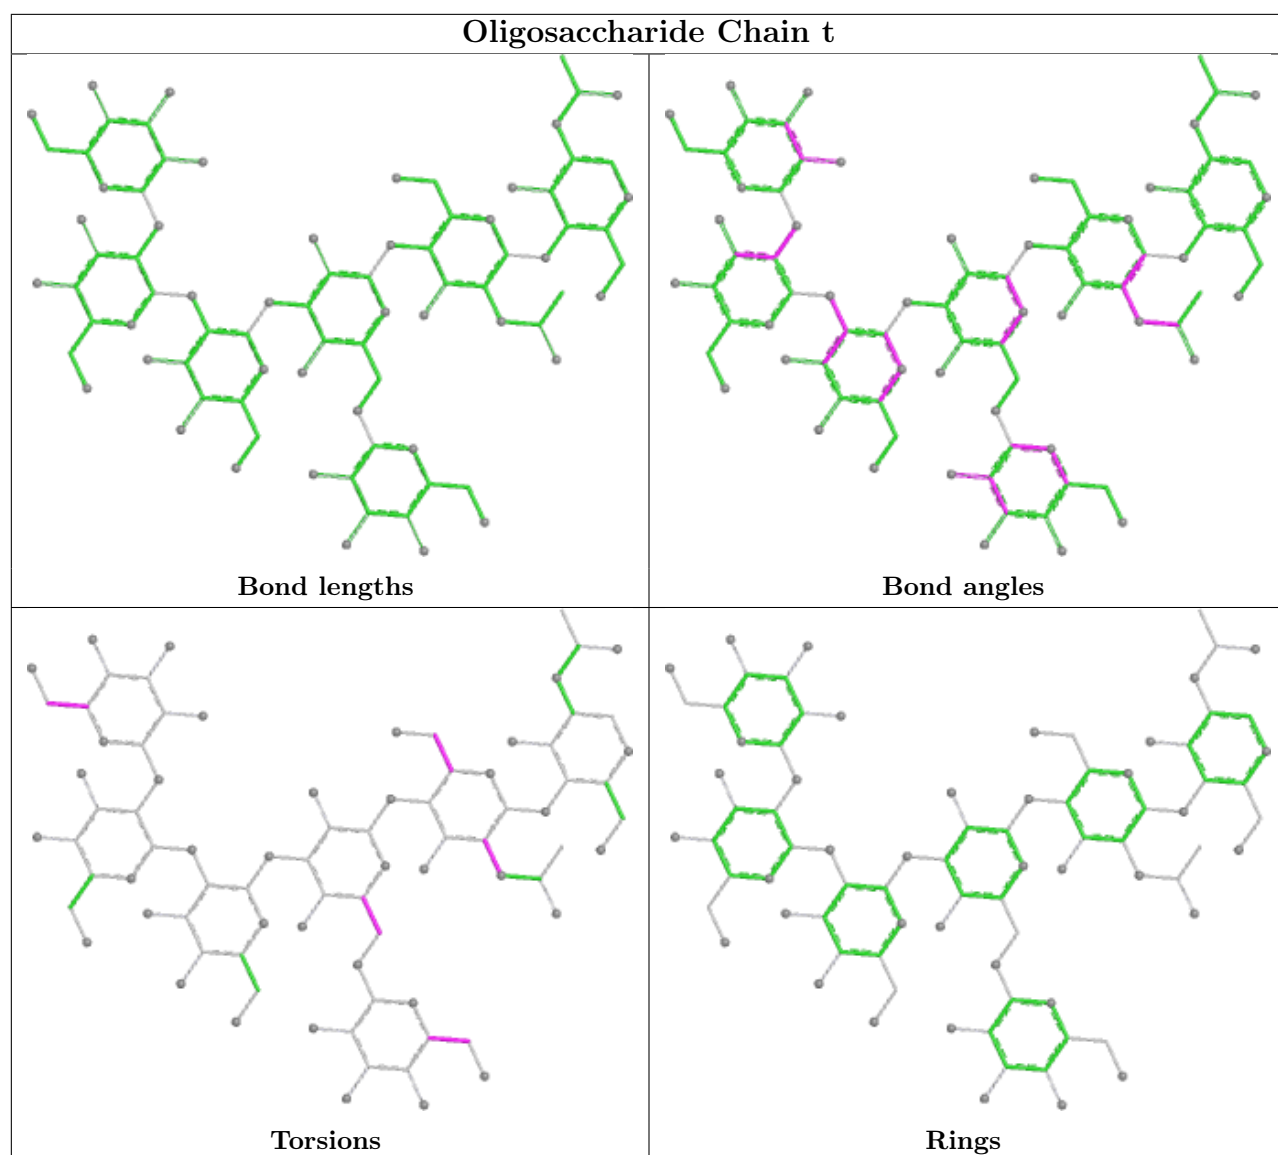 Oligosaccharide Chain t
Bond lengths
Bond angles
Torsions
Rings